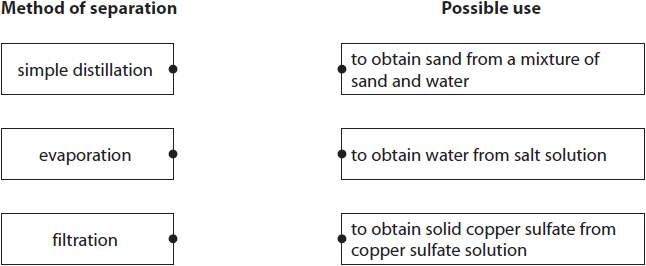 Method of separation
Possible use
simple distillation
to obtain sand from a mixture of
sand and water
evaporation
to obtain water from salt solution
filtration
to obtain solid copper sulfate from
copper sulfate solution